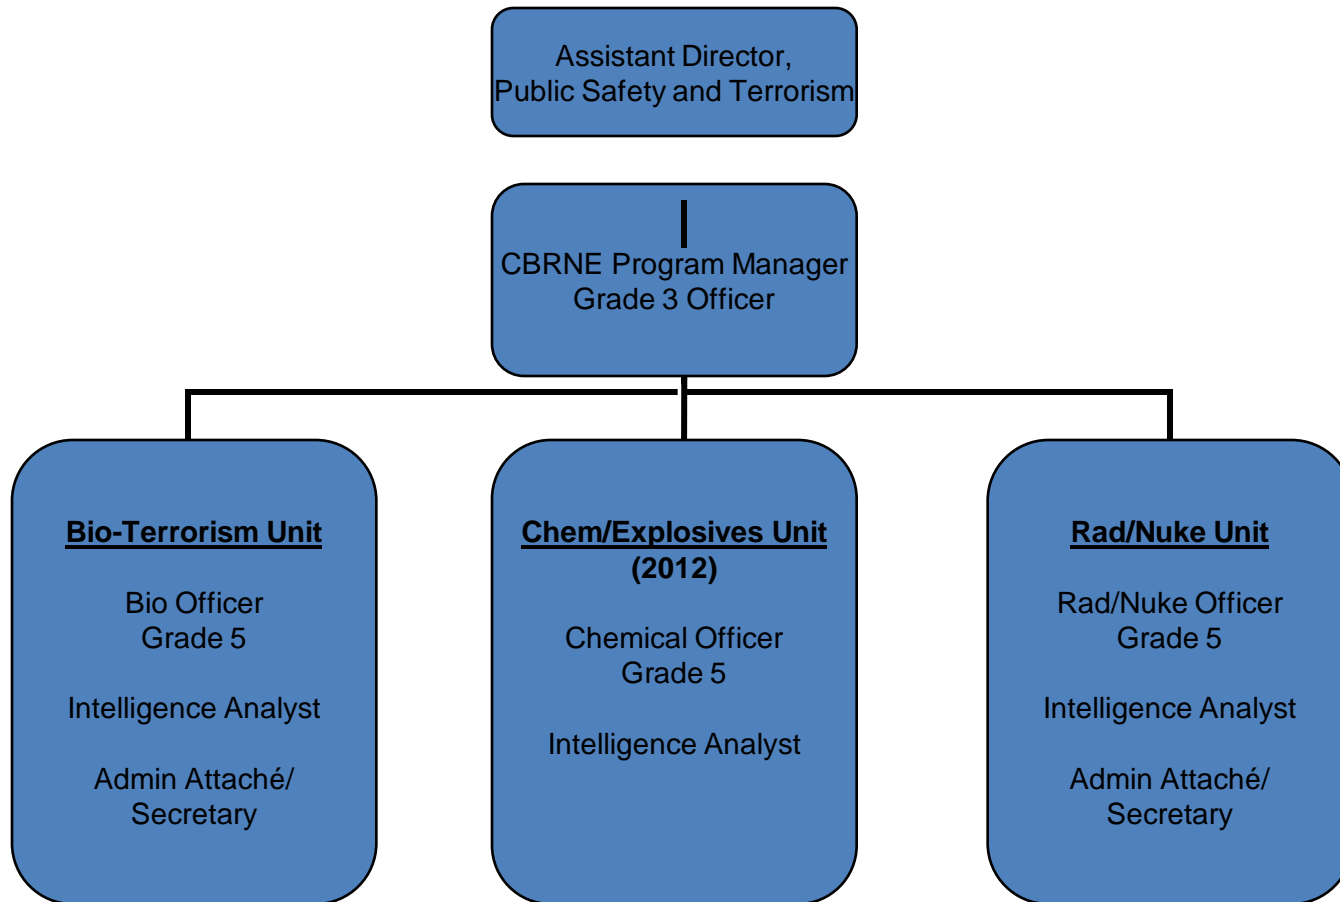 Assistant Director,
Public Safety and Terrorism
CBRNE Program Manager
Grade 3 Officer
Bio-Terrorism Unit
Bio Officer
Grade 5
Intelligence Analyst
Admin Attaché/
Secretary
Chem/Explosives Unit
(2012)
Chemical Officer
Grade 5
Intelligence Analyst
Rad/Nuke Unit
Rad/Nuke Officer
Grade 5
Intelligence Analyst
Admin Attaché/
Secretary